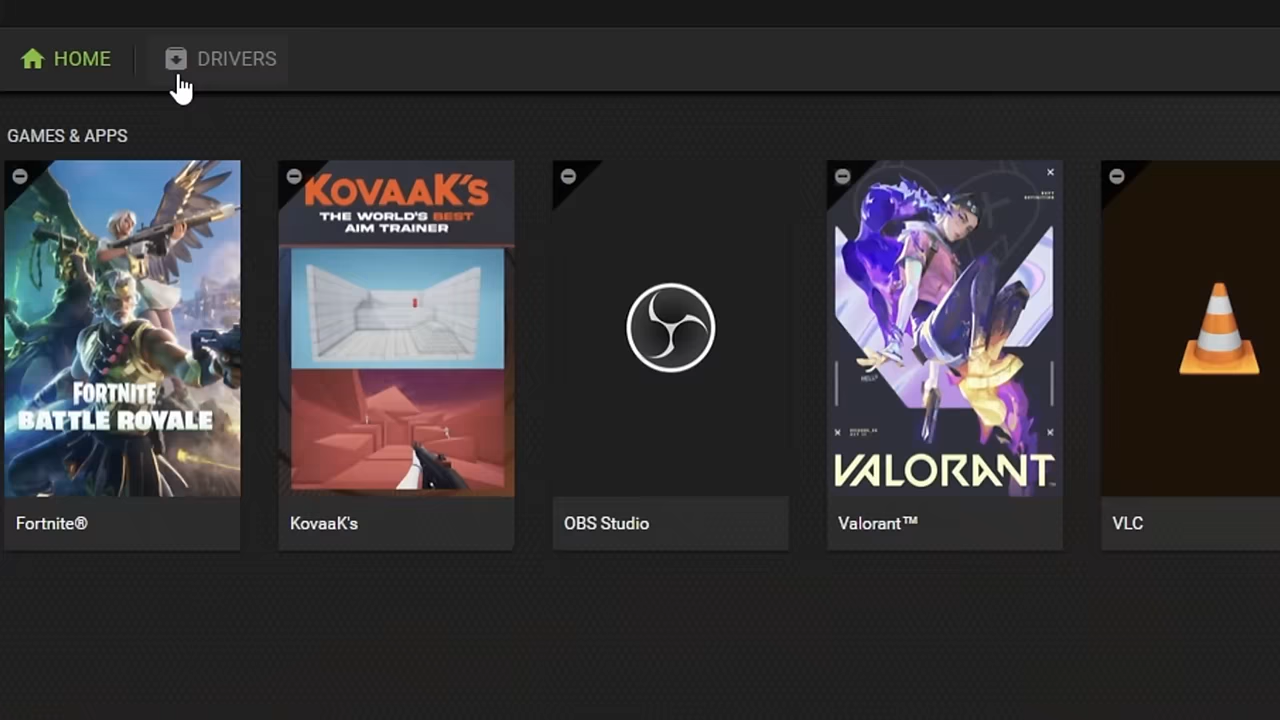 HOME
DRIVERS
GAMES & APPS
FORTNITE
BATTLE ROYALE
Fortnite®
KOVAAK'S
THE WORLD'S BEST
AIM TRAINER
KovaaK's
OBS Studio
VALORANT
Valorant™
VLC